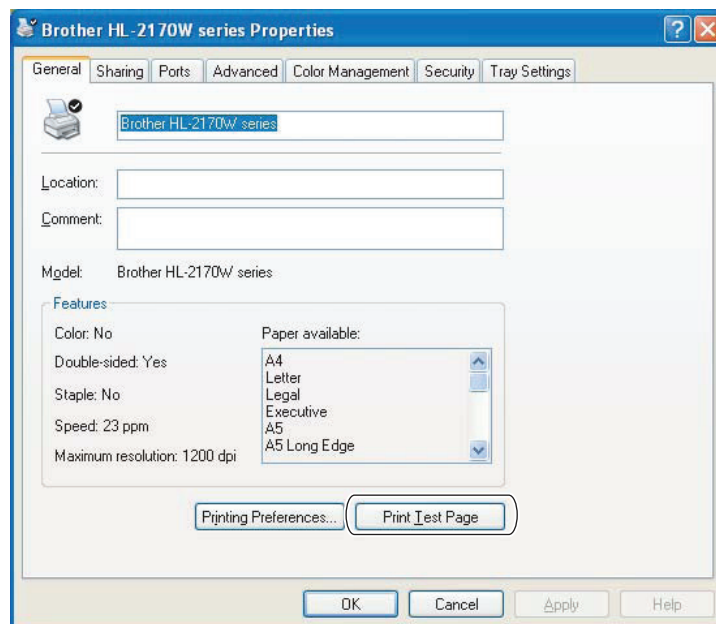 Brother HL-2170W series Properties
?
X
General Sharing Ports Advanced Color Management Security Tray Settings
Brother HL-2170W series
Location:
Comment:
Model: Brother HL-2170W series
Features
Color: No Paper available:
Double-sided: Yes
Staple: No
Speed: 23 ppm
Maximum resolution: 1200 dpi
A4
Letter
Legal
Executive
A5
A5 Long Edge
Printing Preferences... Print Test Page
OK Cancel Apply Help